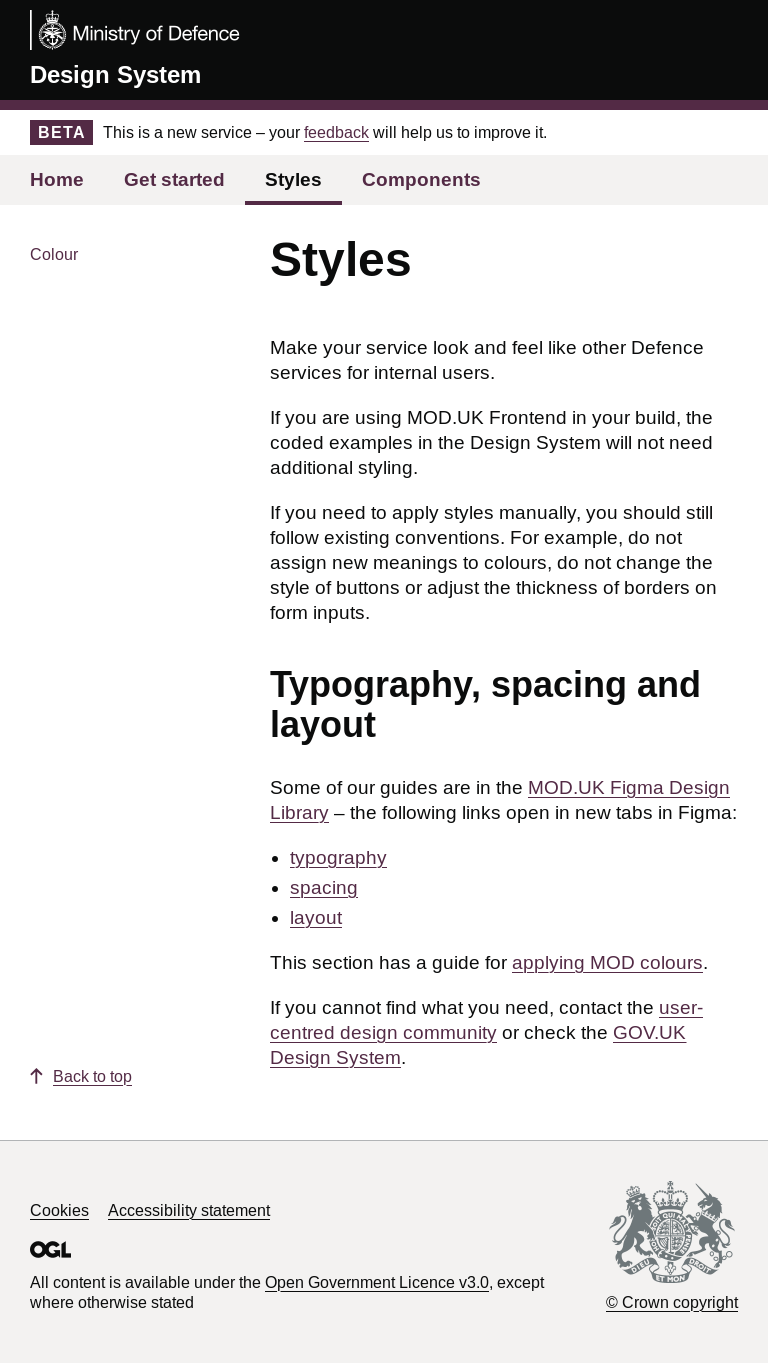 Ministry of Defence
Design System
BETA This is a new service – your feedback will help us to improve it.
Home Get started Styles Components
Colour
Styles
Make your service look and feel like other Defence
services for internal users.
If you are using MOD.UK Frontend in your build, the
coded examples in the Design System will not need
additional styling.
If you need to apply styles manually, you should still
follow existing conventions. For example, do not
assign new meanings to colours, do not change the
style of buttons or adjust the thickness of borders on
form inputs.
Typography, spacing and
layout
Some of our guides are in the MOD.UK Figma Design
Library – the following links open in new tabs in Figma:
• typography
• spacing
• layout
This section has a guide for applying MOD colours.
If you cannot find what you need, contact the user-
centred design community or check the GOV.UK
Design System.
Back to top
Cookies Accessibility statement
OGL
All content is available under the Open Government Licence v3.0, except
where otherwise stated
DIEU ET MON
© Crown copyright